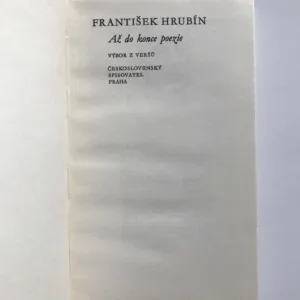 FRANTIŠEK HRUBÍN
Až do konce poezie
VÝBOR Z VERŠŮ
ČESKOSLOVENSKÝ
SPISOVATEL
PRAHA